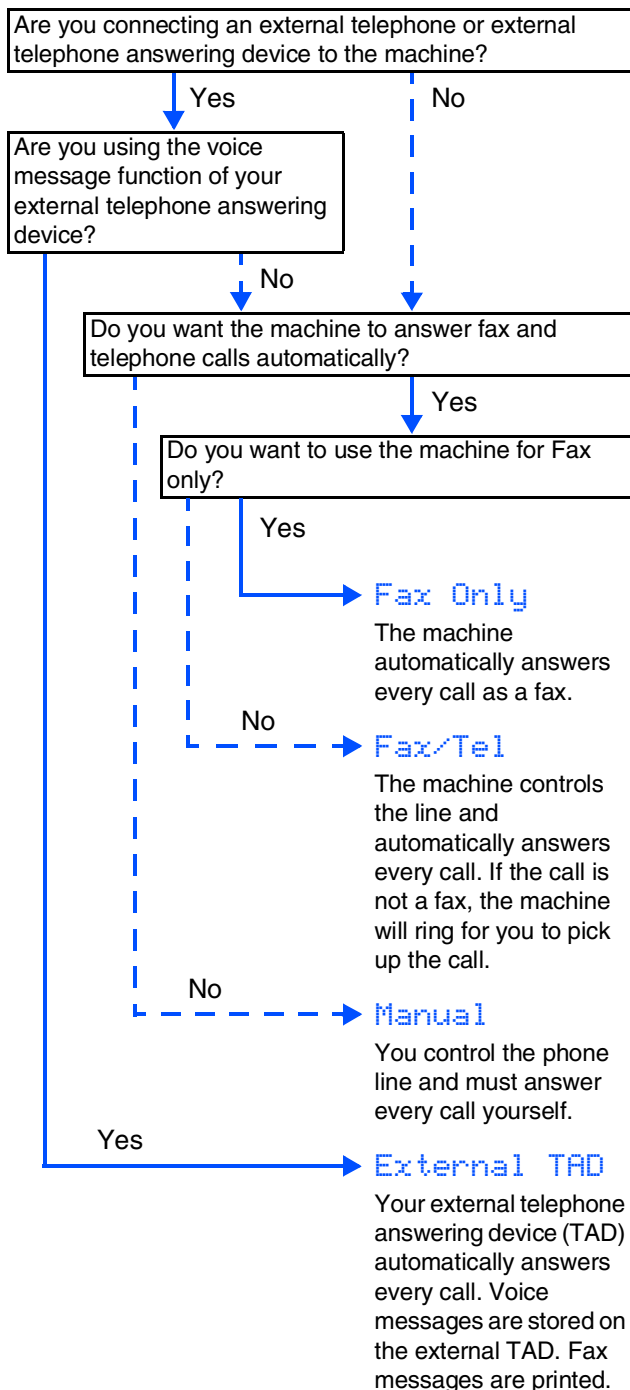 Are you connecting an external telephone or external
telephone answering device to the machine?
Yes
No
Are you using the voice
message function of your
external telephone answering
device?
No
Do you want the machine to answer fax and
telephone calls automatically?
Yes
Do you want to use the machine for Fax
only?
Yes
Fax Only
The machine
automatically answers
every call as a fax.
No
Fax/Tel
The machine controls
the line and
automatically answers
every call. If the call is
not a fax, the machine
will ring for you to pick
up the call.
No
Manual
You control the phone
line and must answer
every call yourself.
Yes
External TAD
Your external telephone
answering device (TAD)
automatically answers
every call. Voice
messages are stored on
the external TAD. Fax
messages are printed.